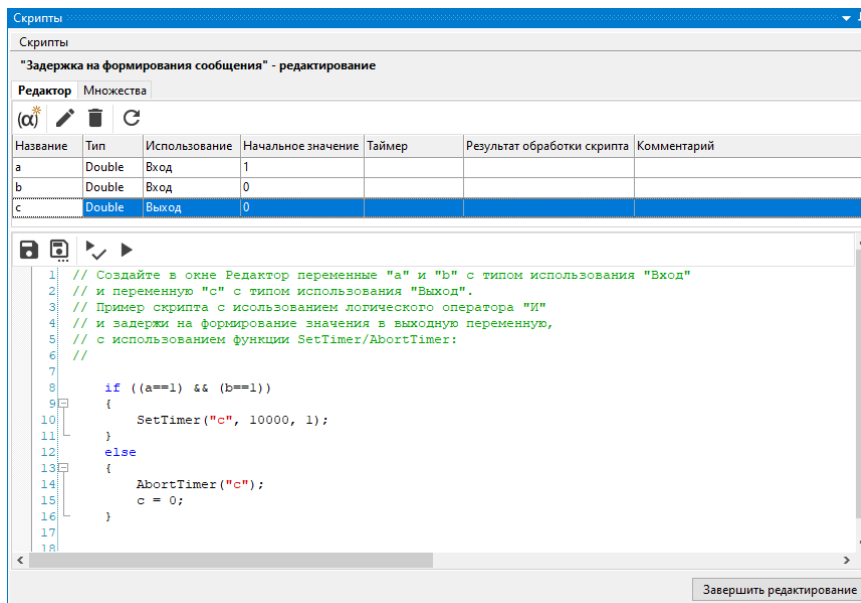 Скрипты
Скрипты
"Задержка на формирования сообщения" - редактирование
Редактор Множества
(α)
Название Тип Использование Начальное значение Таймер Результат обработки скрипта Комментарий
a Double Вход 1
b Double Вход 0
c Double Выход 0
1 // Создайте в окне Редактор переменные "a" и "b" с типом использования "Вход"
2 // и переменную "c" с типом использования "Выход".
3 // Пример скрипта с исользованием логического оператора "И"
4 // и задержи на формирование значения в выходную переменную,
5 // с использованием функции SetTimer/AbortTimer:
6 //
7
8 if ((a==1) && (b==1))
9 {
10 SetTimer("c", 10000, 1);
11 }
12 else
13 {
14 AbortTimer("c");
15 c = 0;
16 }
17
18
Завершить редактирование